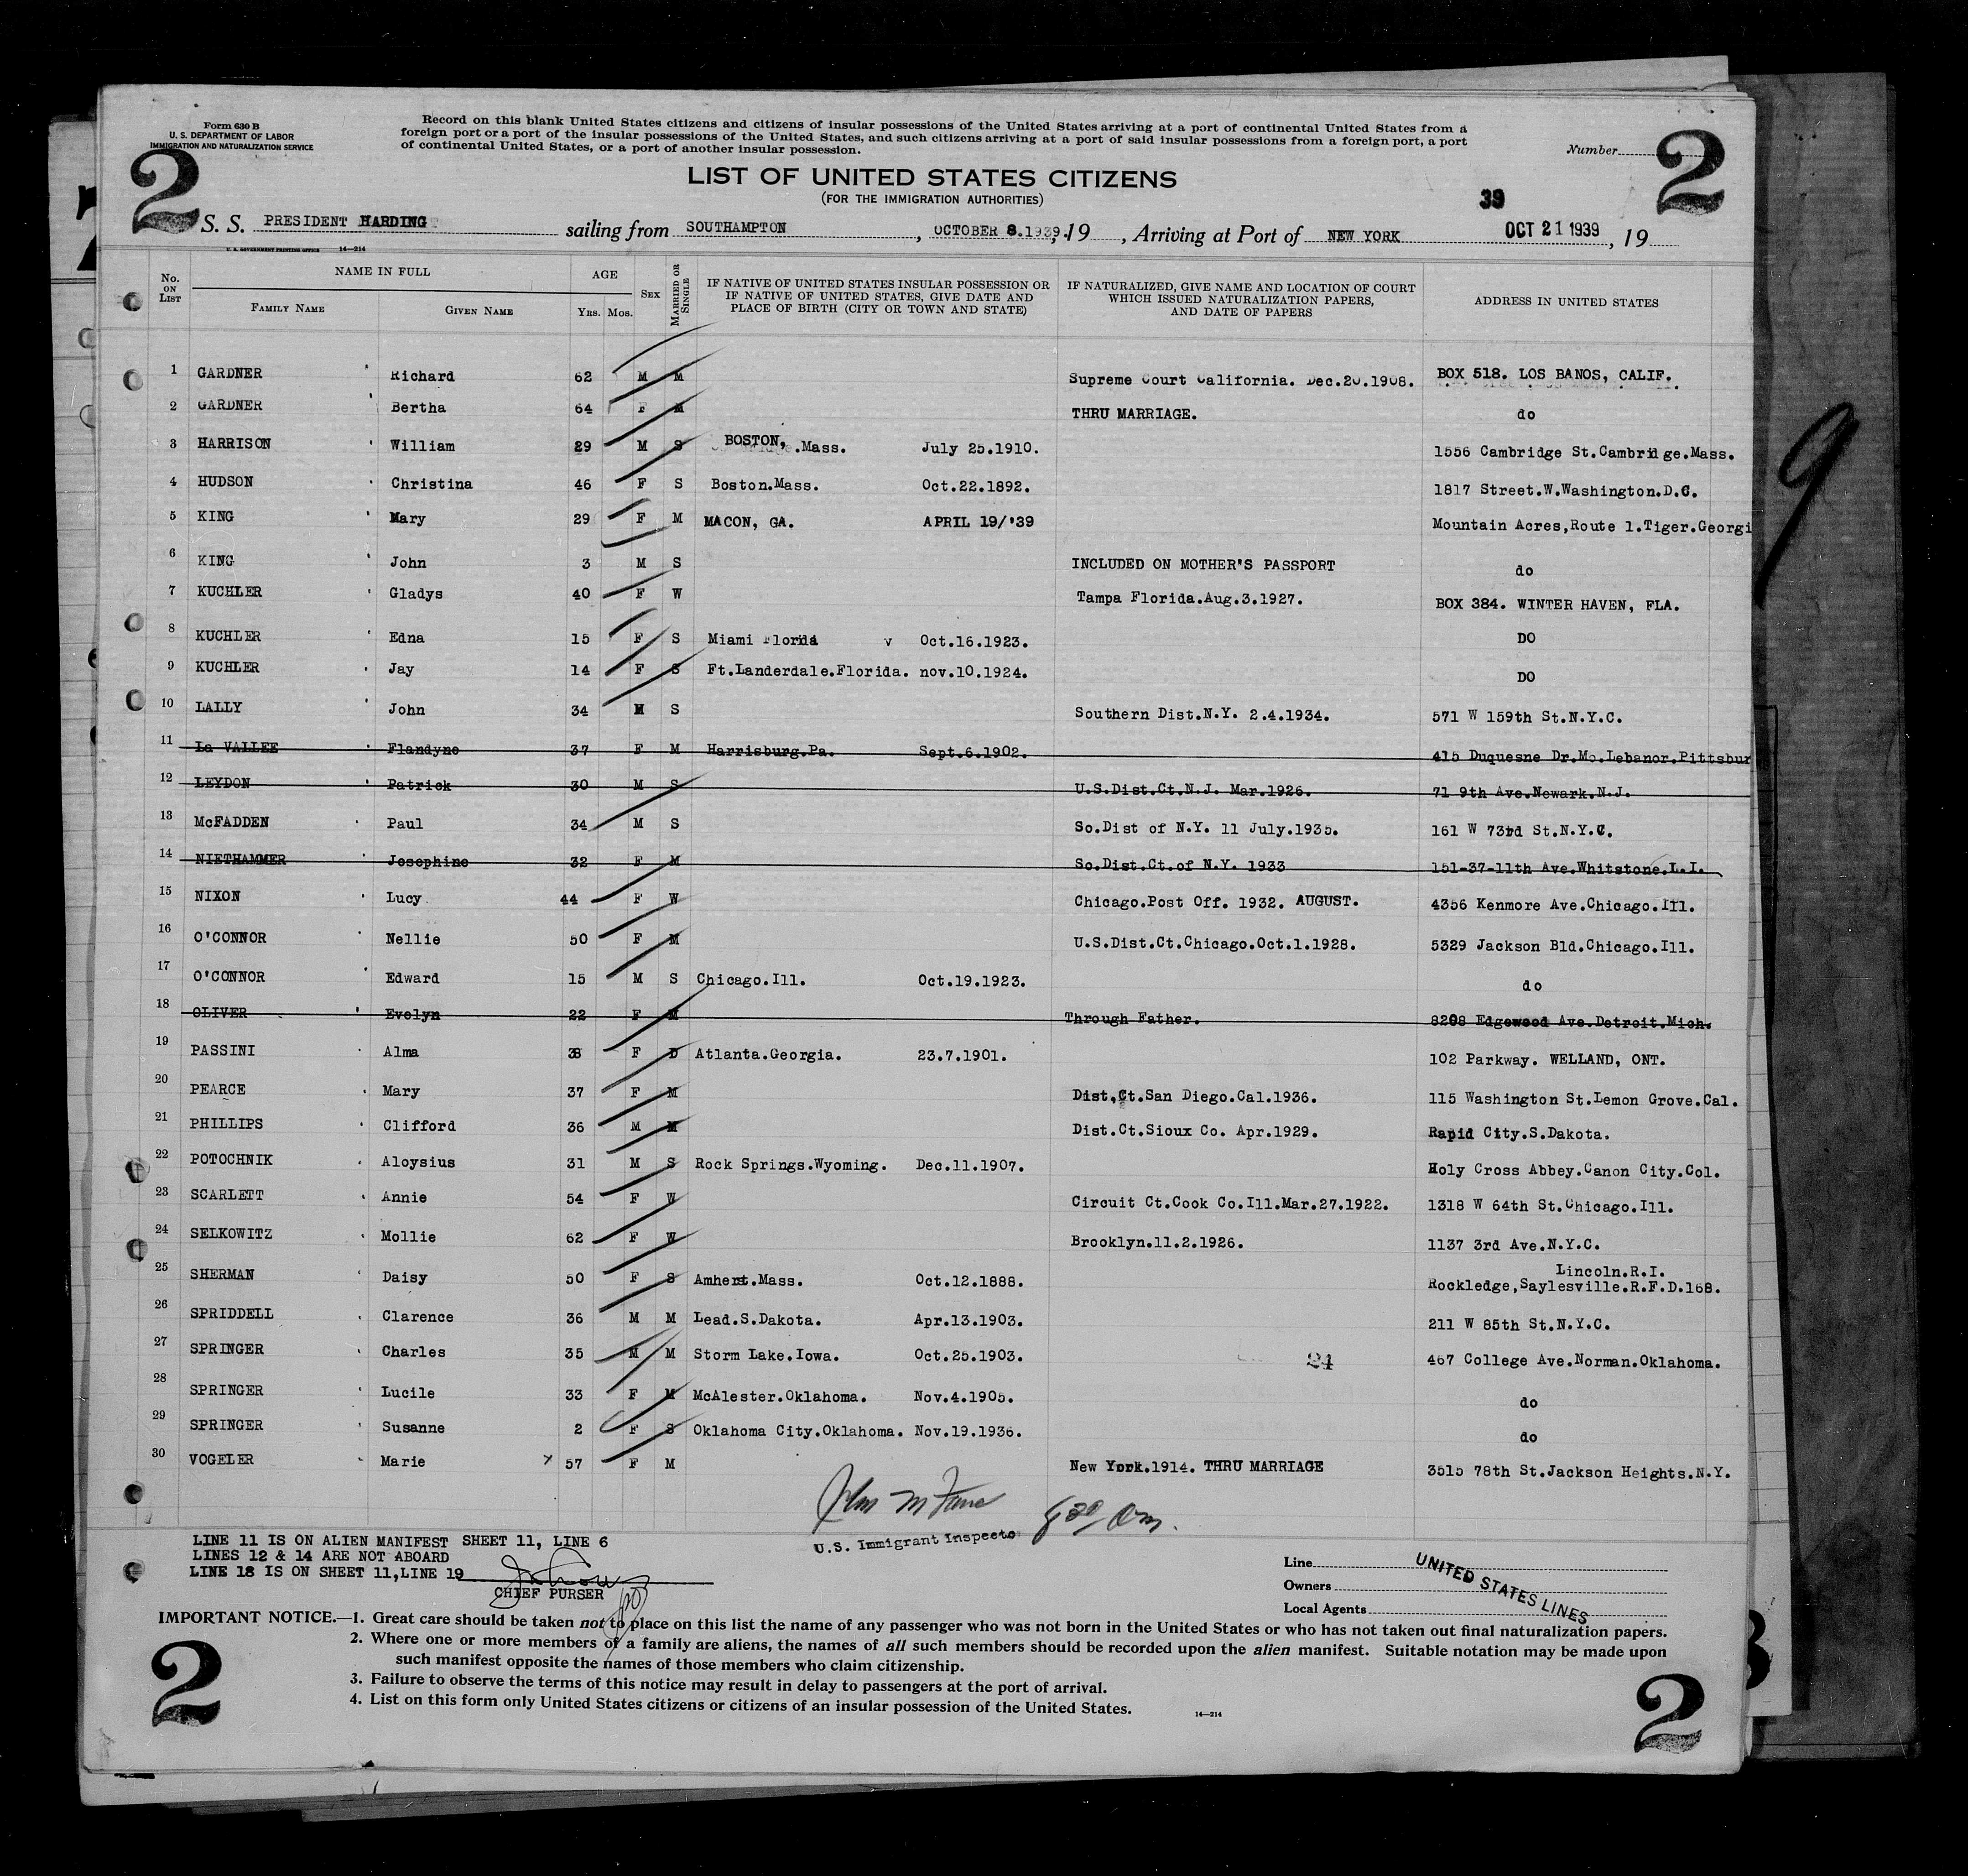 Form 630 B
U. S. DEPARTMENT OF LABOR
IMMIGRATION AND NATURALIZATION SERVICE
Record on this blank United States citizens and citizens of insular possessions of the United States arriving at a port of continental United States from a
foreign port or a port of the insular possessions of the United States, and such citizens arriving at a port of said insular possessions from a foreign port, a port
of continental United States, or a port of another insular possession.
Number
2
2
LIST OF UNITED STATES CITIZENS
(FOR THE IMMIGRATION AUTHORITIES)
39
S. S. PRESIDENT HARDING sailing from SOUTHAMPTON, OCTOBER 8.1939. , 19 , Arriving at Port of NEW YORK OCT 21 1939 , 19
U. S. GOVERNMENT PRINTING OFFICE 14—214
No. ON LIST
NAME IN FULL
FAMILY NAME
GIVEN NAME
AGE
YRS. MOS.
SEX
MARRIED OR SINGLE
IF NATIVE OF UNITED STATES INSULAR POSSESSION OR
IF NATIVE OF UNITED STATES, GIVE DATE AND
PLACE OF BIRTH (CITY OR TOWN AND STATE)
IF NATURALIZED, GIVE NAME AND LOCATION OF COURT
WHICH ISSUED NATURALIZATION PAPERS,
AND DATE OF PAPERS
ADDRESS IN UNITED STATES
1 GARDNER Richard 62 M M Supreme Court California. Dec.20.1908. BOX 518. LOS BANOS, CALIF.
2 GARDNER Bertha 64 F M THRU MARRIAGE. do
3 HARRISON William 29 M S BOSTON, .Mass. July 25.1910. 1556 Cambridge St.Cambridge.Mass.
4 HUDSON Christina 46 F S Boston.Mass. Oct.22.1892. 1817 Street.W.Washington.D.C.
5 KING Mary 29 F M MACON, GA. APRIL 19/'39 Mountain Acres,Route 1.Tiger.Georgi
6 KING John 3 M S INCLUDED ON MOTHER'S PASSPORT do
7 KUCHLER Gladys 40 F W Tampa Florida.Aug.3.1927. BOX 384. WINTER HAVEN, FLA.
8 KUCHLER Edna 15 F S Miami Florida v Oct.16.1923. DO
9 KUCHLER Jay 14 F S Ft.Landerdale.Florida. nov.10.1924. DO
10 LALLY John 34 M S Southern Dist.N.Y. 2.4.1934. 571 W 159th St.N.Y.C.
11 La VALLEE Flandyne 37 F M Harrisburg.Pa. Sept.6.1902. 415 Duquesne Dr.Mo.Lebanor.Pittsbur
12 LEYDON Patrick 30 M S U.S.Dist.Ct.N.J. Mar.1926. 71 9th Ave.Newark.N.J.
13 McFADDEN Paul 34 M S So.Dist of N.Y. 11 July.1935. 161 W 73rd St.N.Y.C.
14 NIETHAMMER Josephine 32 F M So.Dist.Ct.of N.Y. 1933 151-37-11th Ave.Whitstone.L.I.
15 NIXON Lucy 44 F W Chicago.Post Off. 1932. AUGUST. 4356 Kenmore Ave.Chicago.Ill.
16 O'CONNOR Nellie 50 F M U.S.Dist.Ct.Chicago.Oct.1.1928. 5329 Jackson Bld.Chicago.Ill.
17 O'CONNOR Edward 15 M S Chicago.Ill. Oct.19.1923. do
18 OLIVER Evelyn 22 F M Through Father. 8208 Edgewood Ave.Detroit.Mich.
19 PASSINI Alma 38 F D Atlanta.Georgia. 23.7.1901. 102 Parkway. WELLAND, ONT.
20 PEARCE Mary 37 F M Dist,Ct.San Diego.Cal.1936. 115 Washington St.Lemon Grove.Cal.
21 PHILLIPS Clifford 36 M M Dist.Ct.Sioux Co. Apr.1929. Rapid City.S.Dakota.
22 POTOCHNIK Aloysius 31 M S Rock Springs.Wyoming. Dec.11.1907. Holy Cross Abbey.Canon City.Col.
23 SCARLETT Annie 54 F W Circuit Ct.Cook Co.Ill.Mar.27.1922. 1318 W 64th St.Chicago.Ill.
24 SELKOWITZ Mollie 62 F W Brooklyn.11.2.1926. 1137 3rd Ave.N.Y.C.
25 SHERMAN Daisy 50 F S Amherst.Mass. Oct.12.1888. Lincoln.R.I.
Rockledge,Saylesville.R.F.D.168.
26 SPRIDDELL Clarence 36 M M Lead.S.Dakota. Apr.13.1903. 211 W 85th St.N.Y.C.
27 SPRINGER Charles 35 M M Storm Lake.Iowa. Oct.25.1903. 24 467 College Ave.Norman.Oklahoma.
28 SPRINGER Lucile 33 F M McAlester.Oklahoma. Nov.4.1905. do
29 SPRINGER Susanne 2 F S Oklahoma City.Oklahoma. Nov.19.1936. do
30 VOGELER Marie x 57 F M New York.1914. THRU MARRIAGE 3515 78th St.Jackson Heights.N.Y.
9
8 30 am.
U.S. Immigrant Inspecto
LINE 11 IS ON ALIEN MANIFEST SHEET 11, LINE 6
LINES 12 & 14 ARE NOT ABOARD
LINE 18 IS ON SHEET 11,LINE 19
CHIEF PURSER
Line
Owners
Local Agents
UNITED STATES LINES
IMPORTANT NOTICE.—1. Great care should be taken not to place on this list the name of any passenger who was not born in the United States or who has not taken out final naturalization papers.
2. Where one or more members of a family are aliens, the names of all such members should be recorded upon the alien manifest. Suitable notation may be made upon
such manifest opposite the names of those members who claim citizenship.
3. Failure to observe the terms of this notice may result in delay to passengers at the port of arrival.
4. List on this form only United States citizens or citizens of an insular possession of the United States.
14—214
2
2